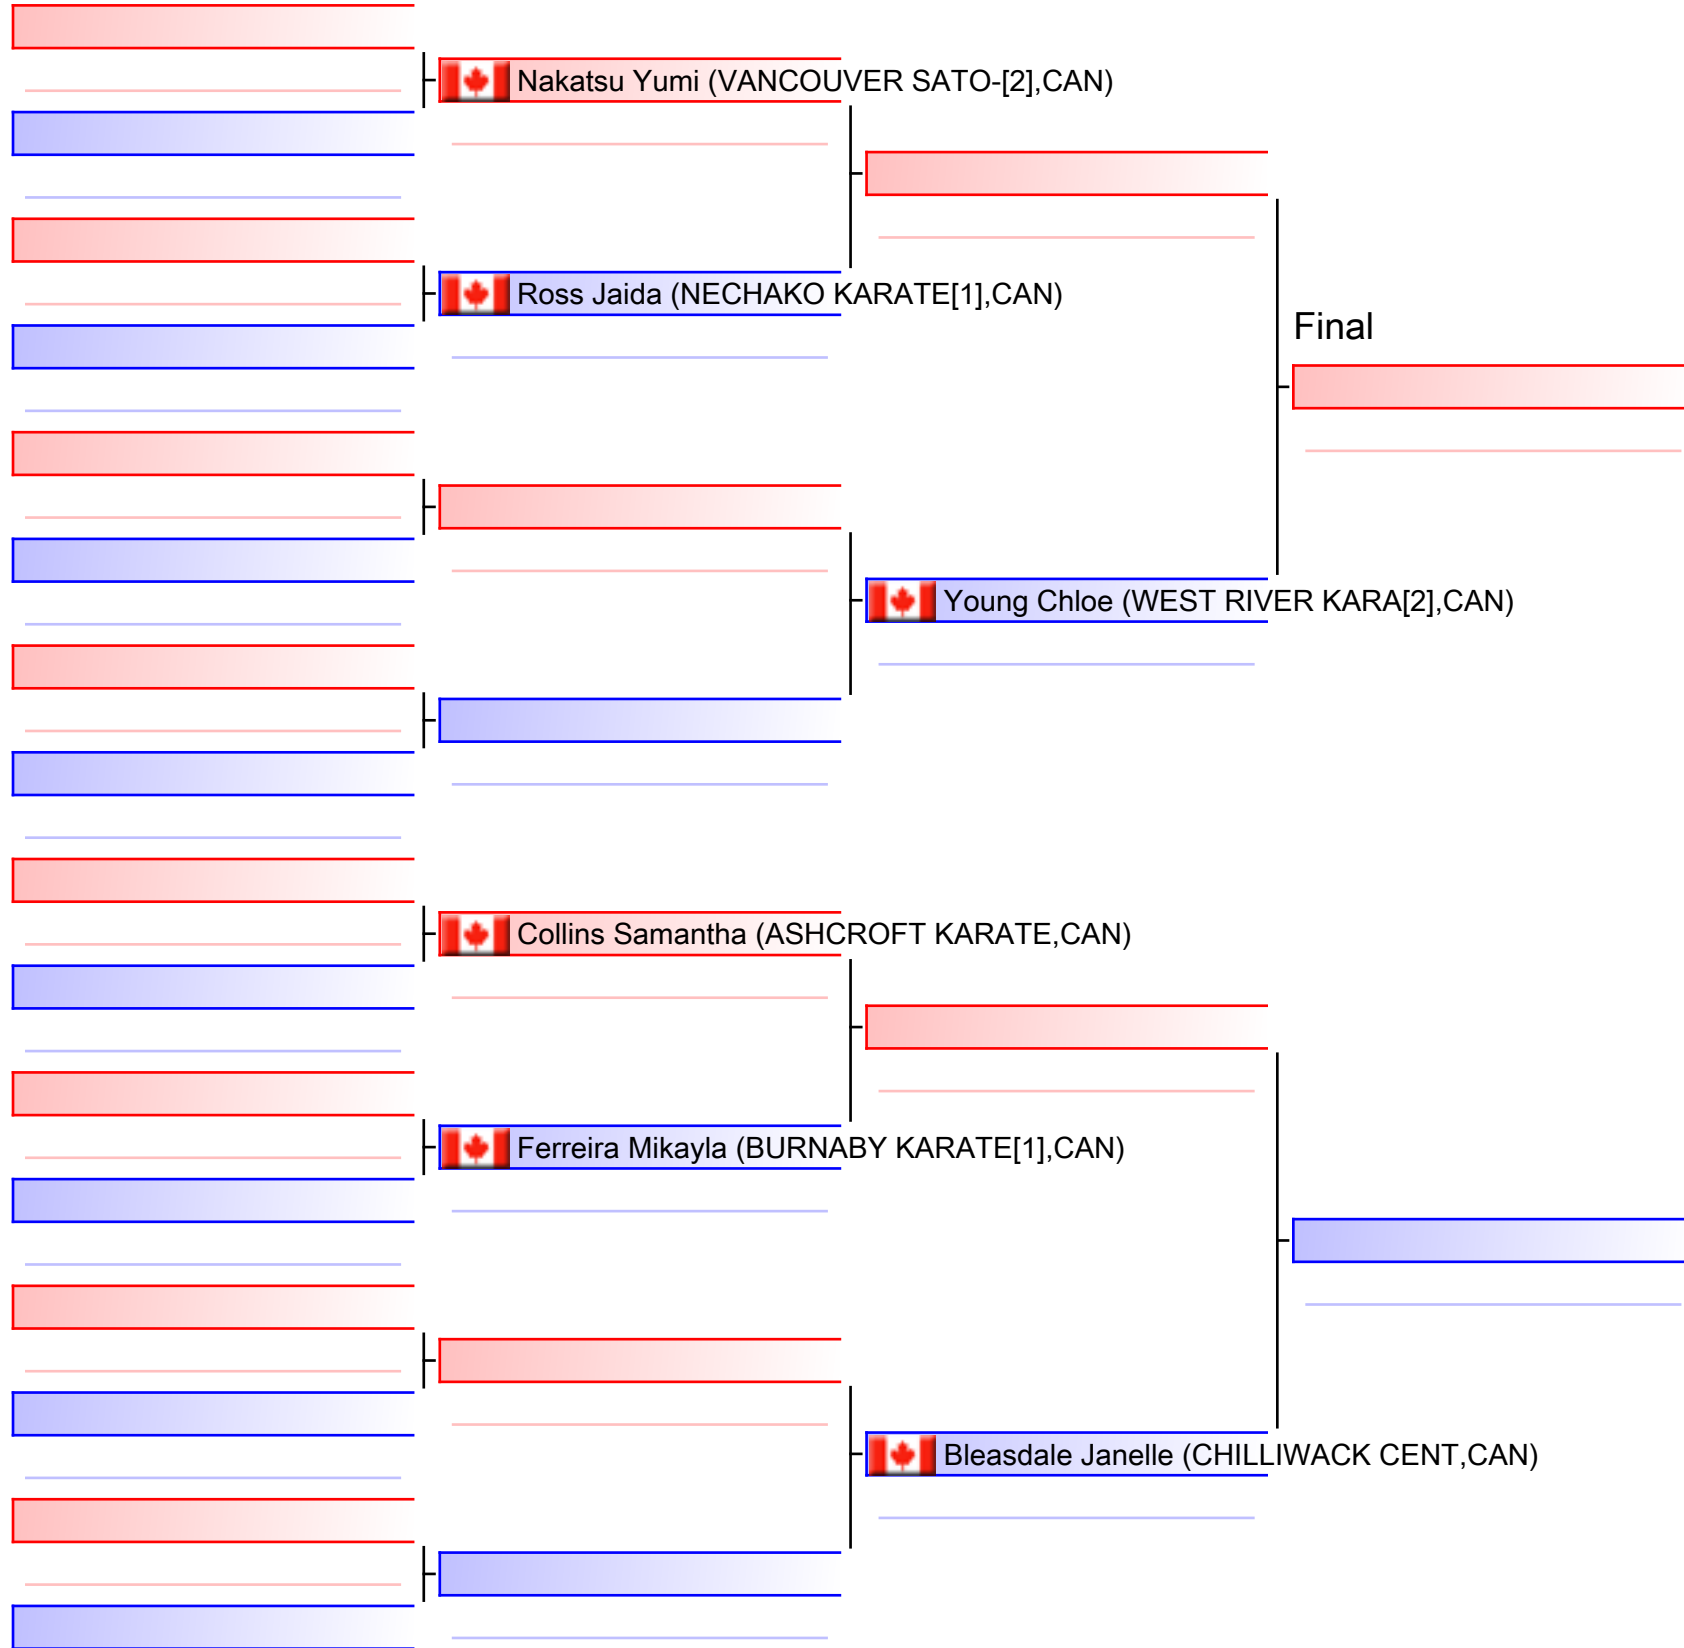 Nakatsu Yumi (VANCOUVER SATO-[2],CAN)
Ross Jaida (NECHAKO KARATE[1],CAN)
Final
Young Chloe (WEST RIVER KARA[2],CAN)
Collins Samantha (ASHCROFT KARATE,CAN)
Ferreira Mikayla (BURNABY KARATE[1],CAN)
Bleasdale Janelle (CHILLIWACK CENT,CAN)